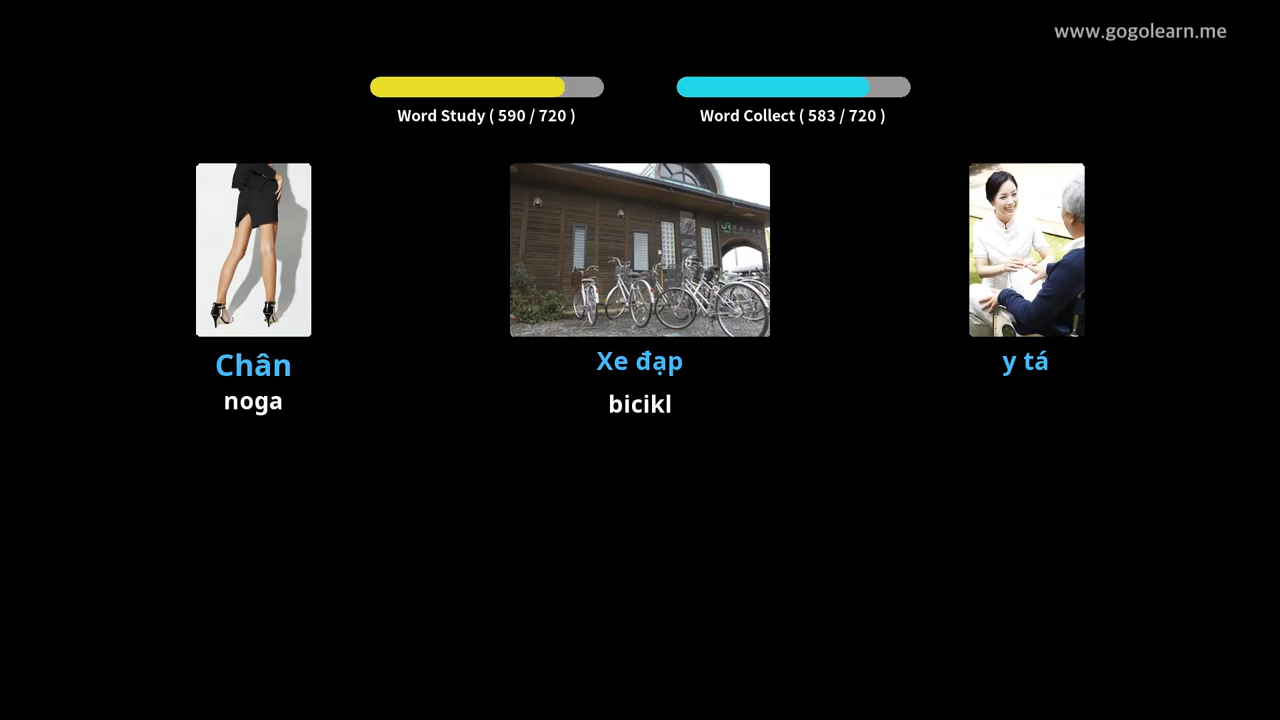 www.gogolearn.me
Word Study ( 590 / 720 )
Word Collect ( 583 / 720 )
Chân
noga
Xe đạp
bicikl
y tá